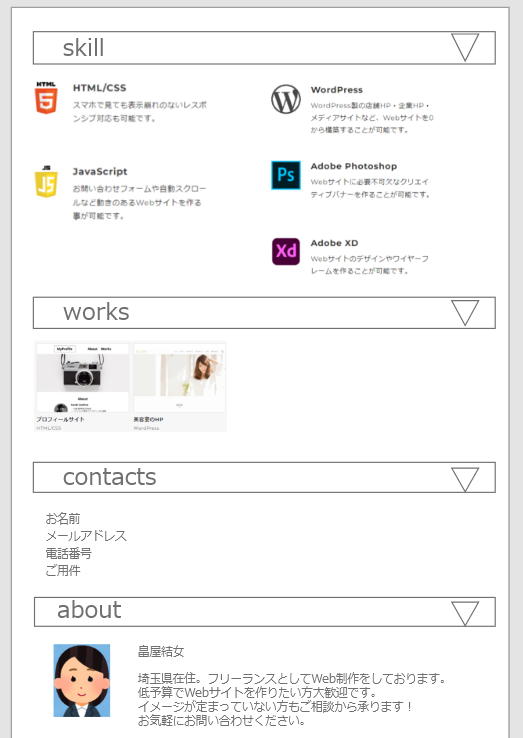 skill
HTML
HTML/CSS
スマホで見ても表示崩れのないレスポ
ンシブ対応も可能です。
JS
JavaScript
お問い合わせフォームや自動スクロー
ルなど動きのあるWebサイトを作る
事が可能です。
WordPress
WordPress製の店舗HP・企業HP・
メディアサイトなど、Webサイトを0
から構築することが可能です。
Ps
Adobe Photoshop
Webサイトに必要不可欠なクリエイ
ティブバナーを作ることが可能です。
Xd
Adobe XD
Webサイトのデザインやワイヤーフ
レームを作ることが可能です。
works
MyProfile About Works
About
プロフィールサイト
HTML/CSS
美容室のHP
WordPress
contacts
お名前
メールアドレス
電話番号
ご用件
about
畠屋結女
埼玉県在住。フリーランスとしてWeb制作をしております。
低予算でWebサイトを作りたい方大歓迎です。
イメージが定まっていない方もご相談から承ります！
お気軽にお問い合わせください。